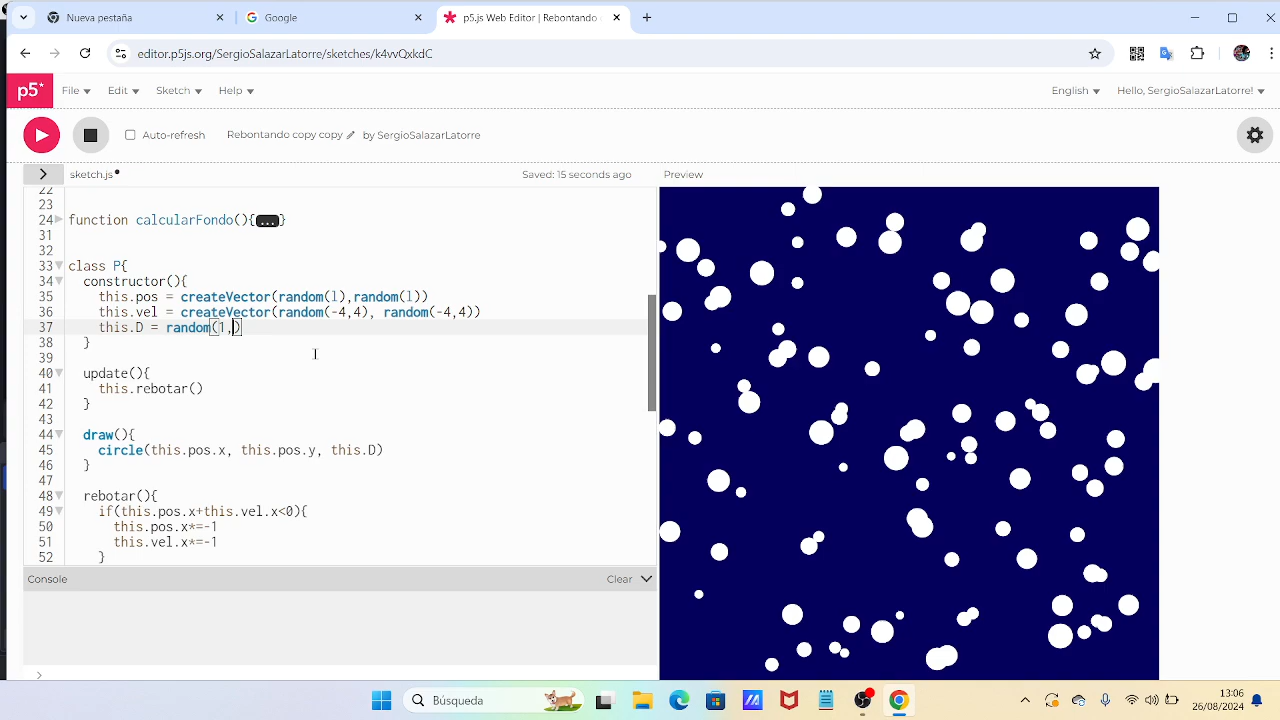 Nueva pestaña
Google
p5.js Web Editor | Rebontando
editor.p5js.org/SergioSalazarLatorre/sketches/k4vvQxkdC
p5*
File
Edit
Sketch
Help
English
Hello, SergioSalazarLatorre!
Auto-refresh
Rebontando copy copy
by SergioSalazarLatorre
sketch.js
Saved: 15 seconds ago
Preview
22
23
24 function calcularFondo(){...}
31
32
33 class P{
34 constructor(){
35 this.pos = createVector(random(l),random(l))
36 this.vel = createVector(random(-4,4), random(-4,4))
37 this.D = random(1,)
38 }
39
40 update(){
41 this.rebotar()
42 }
43
44 draw(){
45 circle(this.pos.x, this.pos.y, this.D)
46 }
47
48 rebotar(){
49 if(this.pos.x+this.vel.x<0){
50 this.pos.x*=-1
51 this.vel.x*=-1
52 }
Console
Clear
>
Búsqueda
13:06
26/08/2024